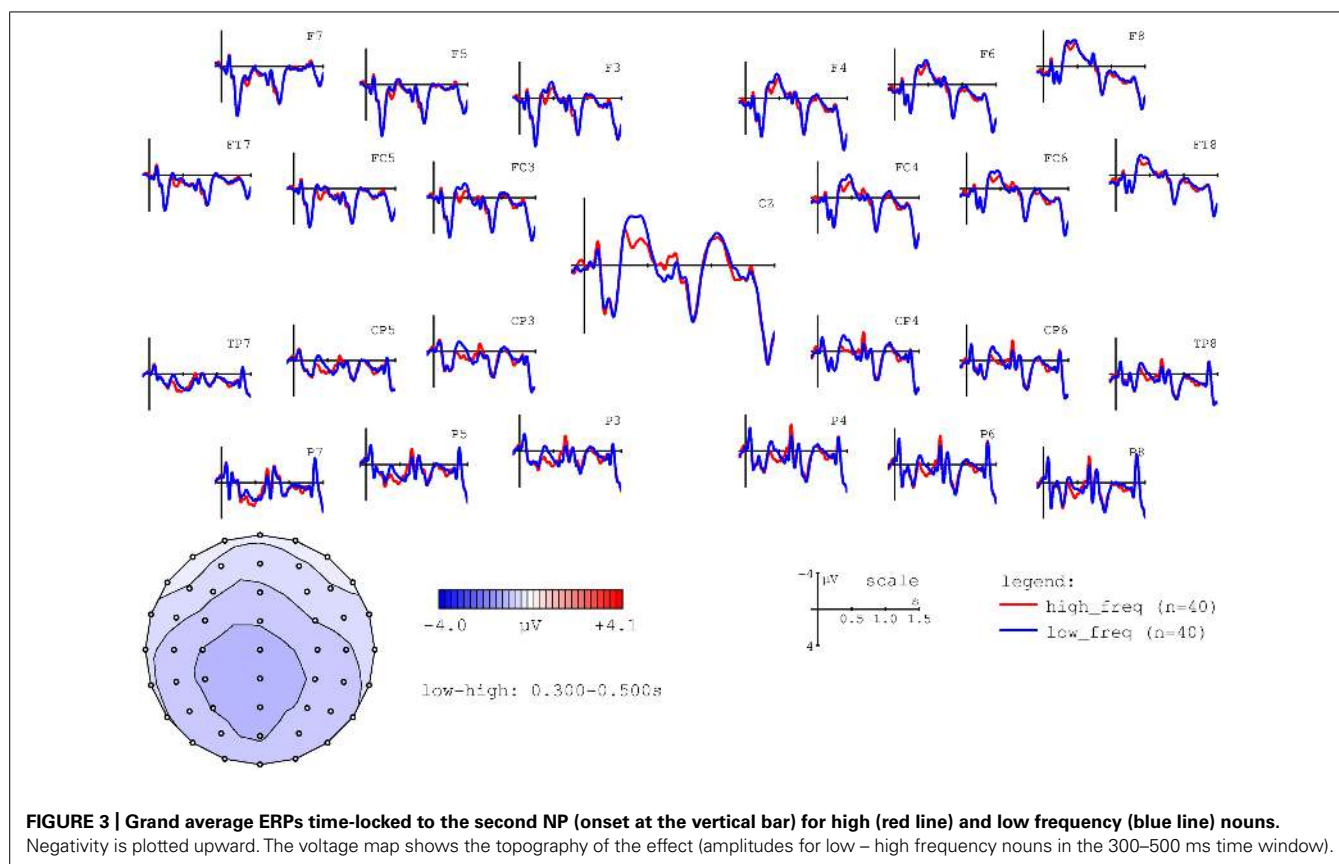 F7
F5
F3
F4
F6
F8
FT7
FC5
FC3
CZ
FC4
FC6
FT8
TP7
CP5
CP3
CP4
CP6
TP8
P7
P5
P3
P4
P6
P8
-4.0 µV +4.1
low-high: 0.300-0.500s
-4 µV scale
s
0.5 1.0 1.5
4
legend:
high_freq (n=40)
low_freq (n=40)
FIGURE 3 | Grand average ERPs time-locked to the second NP (onset at the vertical bar) for high (red line) and low frequency (blue line) nouns.
Negativity is plotted upward. The voltage map shows the topography of the effect (amplitudes for low – high frequency nouns in the 300–500 ms time window).